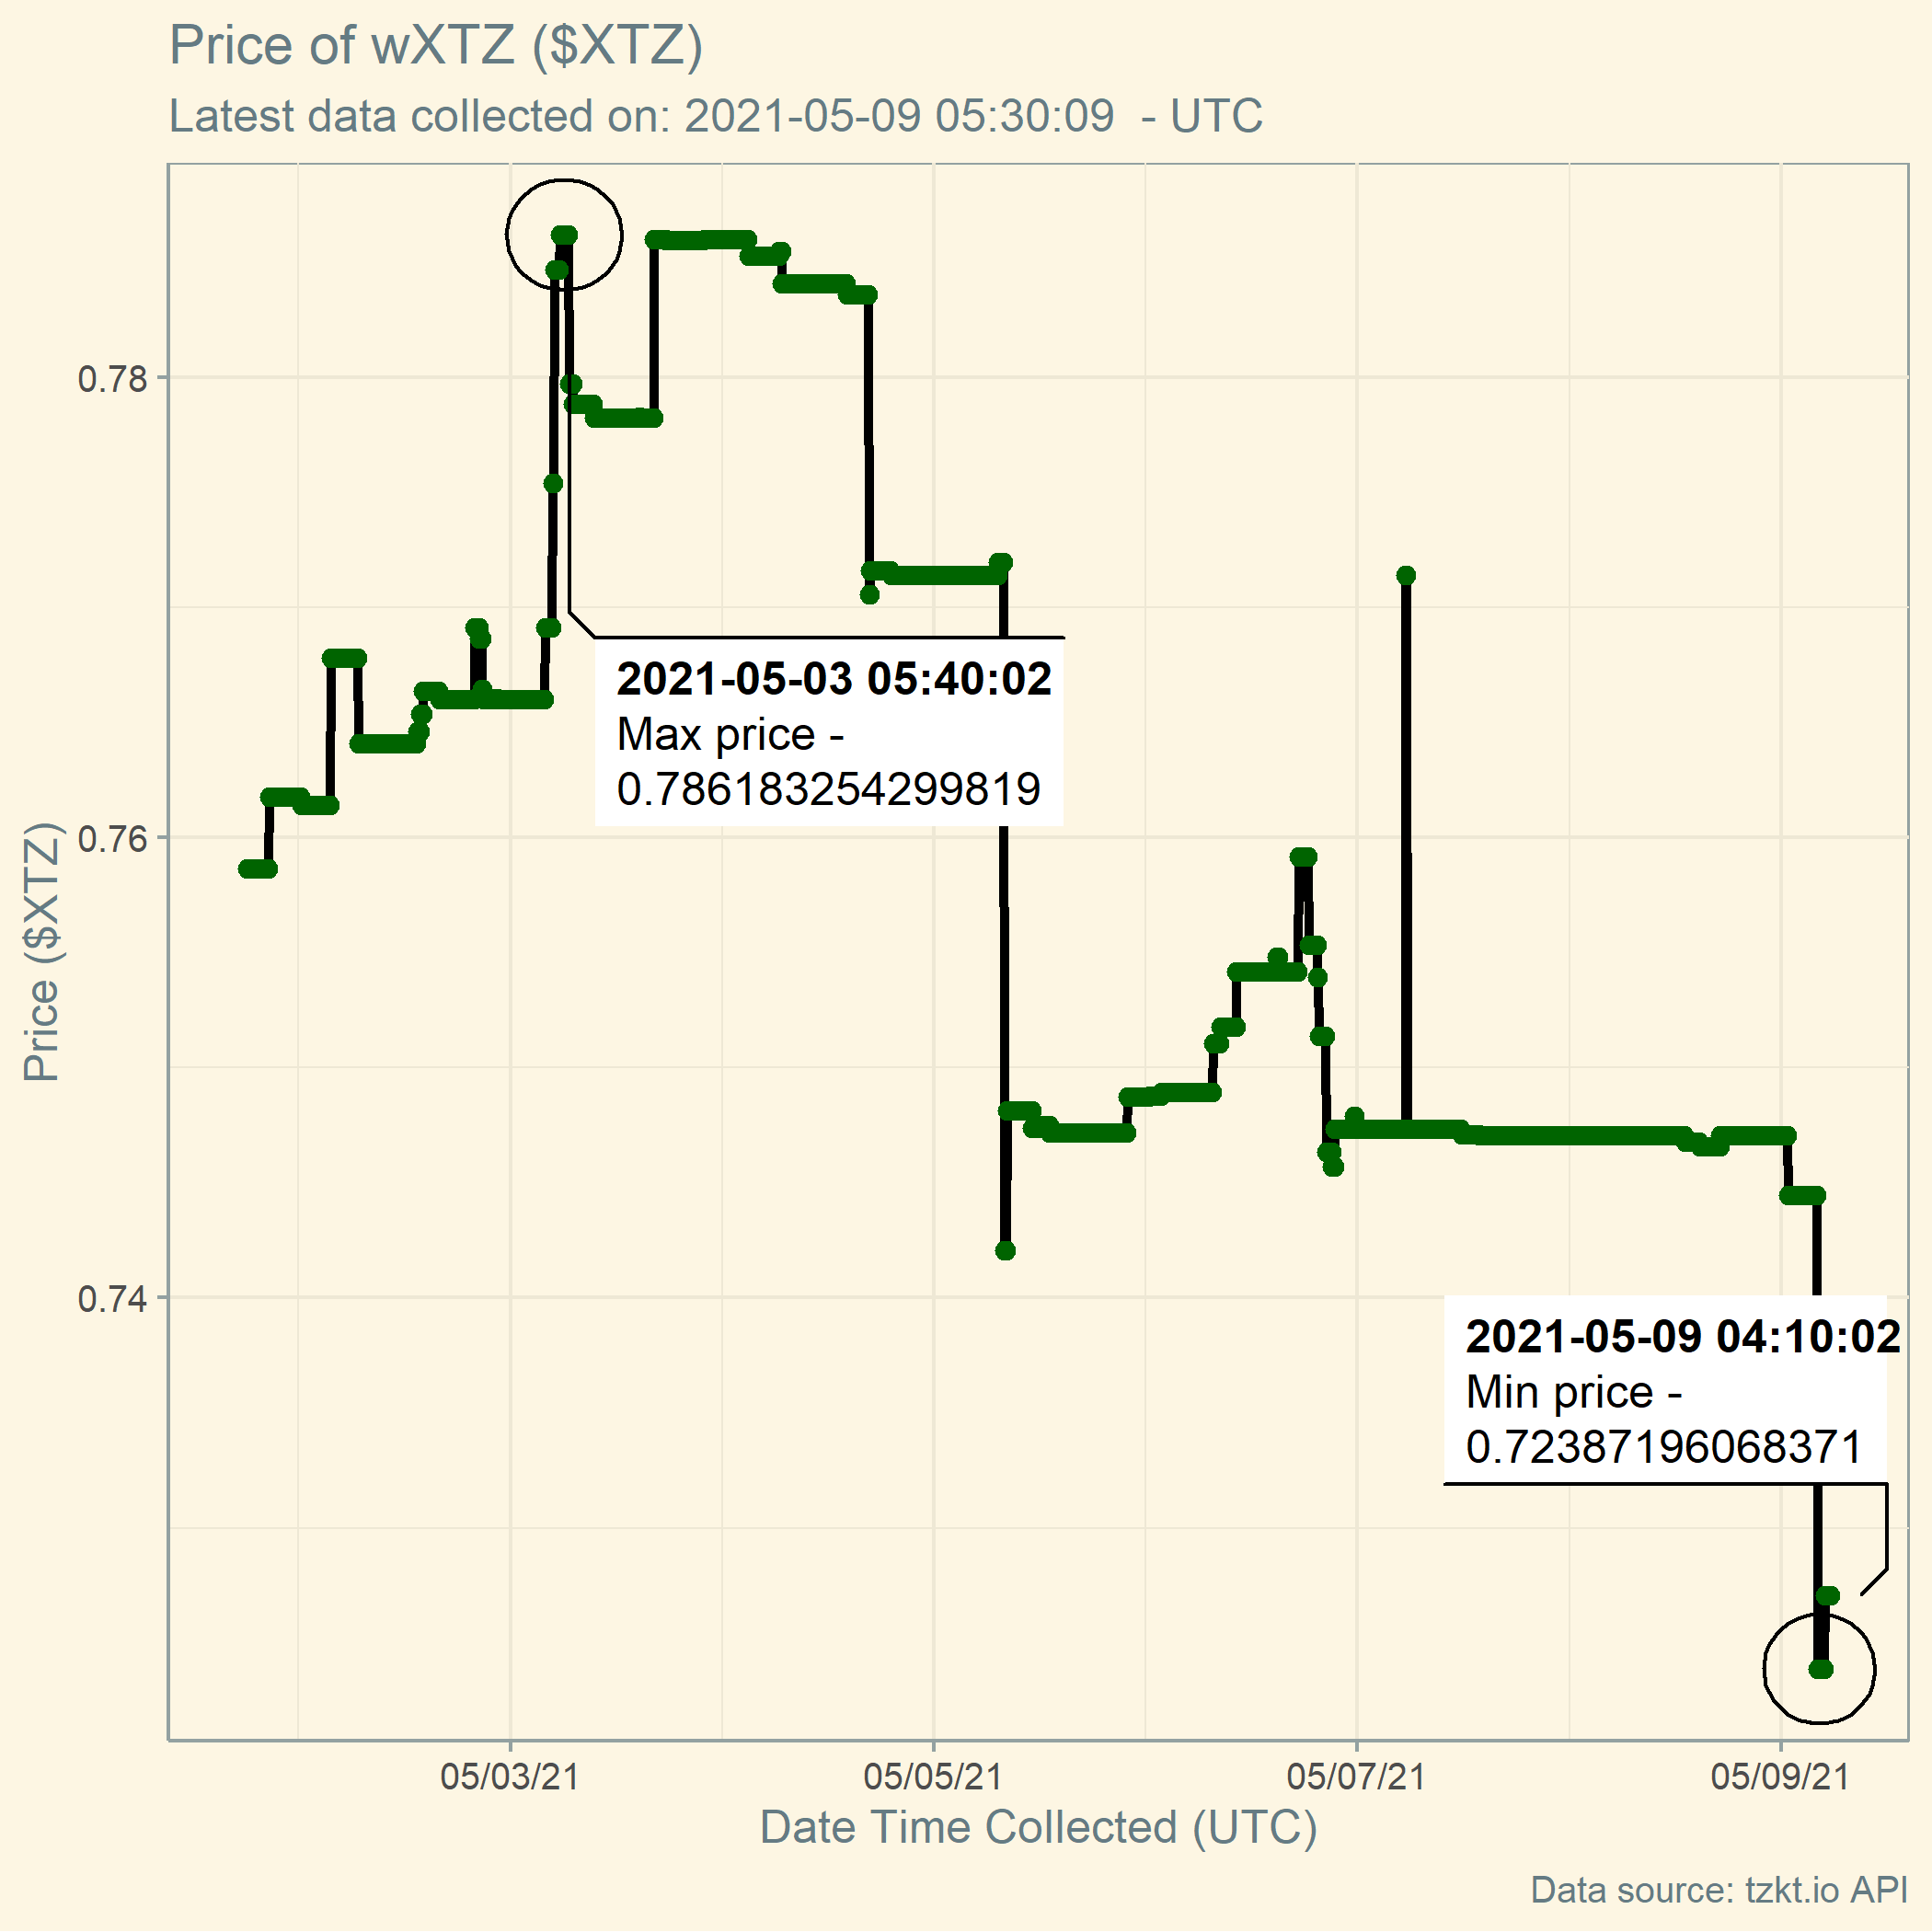 Price of wXTZ ($XTZ)
Latest data collected on: 2021-05-09 05:30:09  - UTC
Price ($XTZ)
0.78
0.76
0.74
2021-05-03 05:40:02
Max price -
0.786183254299819
2021-05-09 04:10:02
Min price -
0.72387196068371
05/03/21
05/05/21
05/07/21
05/09/21
Date Time Collected (UTC)
Data source: tzkt.io API